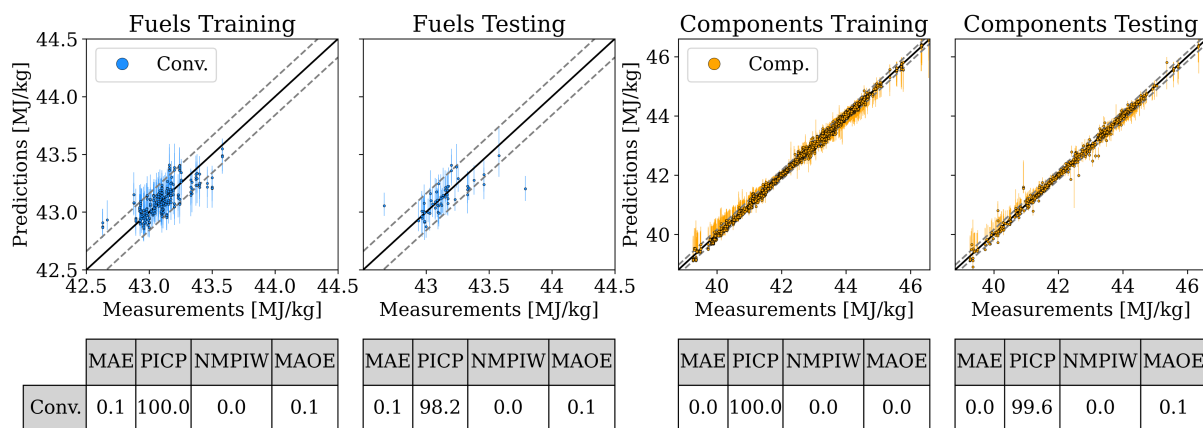 Fuels Training Fuels Testing Components Training Components Testing
44.5
44.0
43.5
43.0
42.5
Predictions [MJ/kg]
Conv.
42.5 43.0 43.5 44.0 44.5
Measurements [MJ/kg]
43.0 43.5 44.0 44.5
Measurements [MJ/kg]
46
44
42
40
Predictions [MJ/kg]
Comp.
40 42 44 46
Measurements [MJ/kg]
40 42 44 46
Measurements [MJ/kg]
MAE PICP NMPIW MAOE MAE PICP NMPIW MAOE MAE PICP NMPIW MAOE MAE PICP NMPIW MAOE
Conv. 0.1 100.0 0.0 0.1 0.1 98.2 0.0 0.1 0.0 100.0 0.0 0.0 0.0 99.6 0.0 0.1